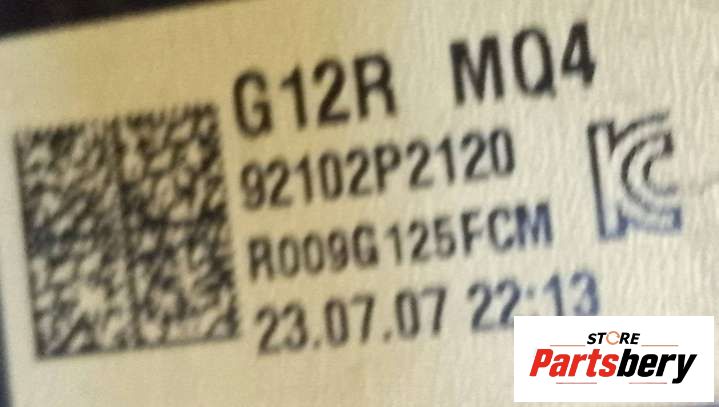 G12R MQ4
92102P2120
R009G125FCM
23.07.07 22:13
STORE
Partsbery